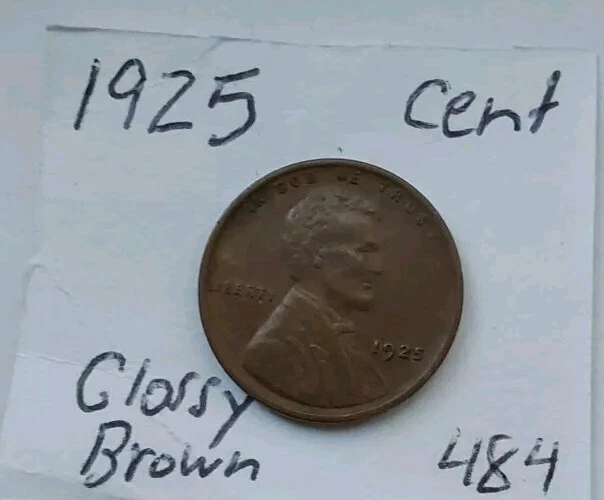 1925 Cent
IN GOD WE TRUST
LIBERTY
1925
Glossy
Brown
484